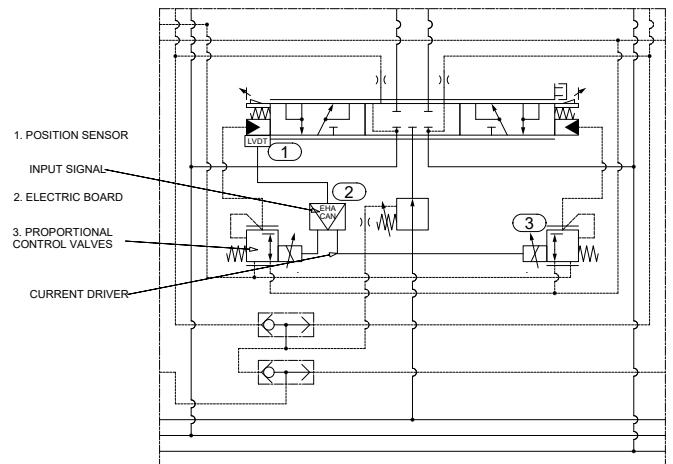 1. POSITION SENSOR
LVDT
1
INPUT SIGNAL
2
2. ELECTRIC BOARD
EHA
CAN
3. PROPORTIONAL
CONTROL VALVES
3
CURRENT DRIVER